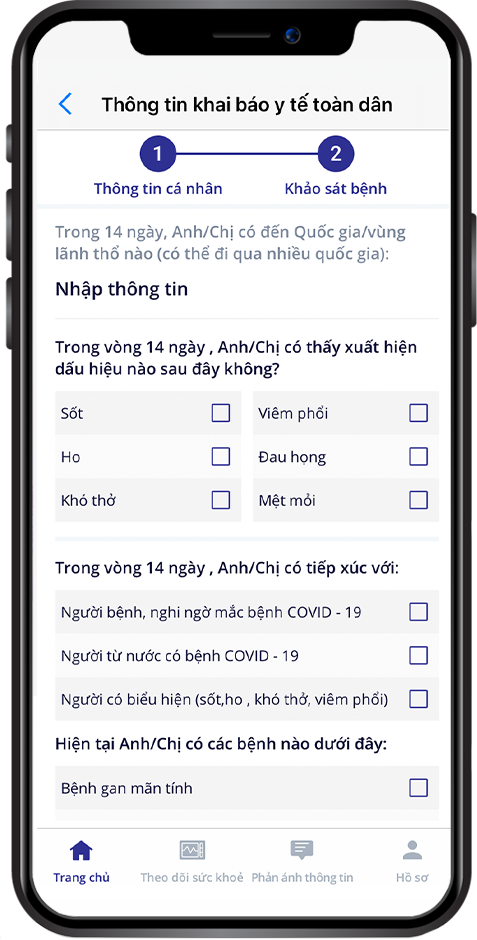 Thông tin khai báo y tế toàn dân
1
2
Thông tin cá nhân
Khảo sát bệnh
Trong 14 ngày, Anh/Chị có đến Quốc gia/vùng
lãnh thổ nào (có thể đi qua nhiều quốc gia):
Nhập thông tin
Trong vòng 14 ngày , Anh/Chị có thấy xuất hiện
dấu hiệu nào sau đây không?
Sốt
Viêm phổi
Ho
Đau họng
Khó thở
Mệt mỏi
Trong vòng 14 ngày , Anh/Chị có tiếp xúc với:
Người bệnh, nghi ngờ mắc bệnh COVID - 19
Người từ nước có bệnh COVID - 19
Người có biểu hiện (sốt,ho , khó thở, viêm phổi)
Hiện tại Anh/Chị có các bệnh nào dưới đây:
Bệnh gan mãn tính
Trang chủ
Theo dõi sức khoẻ
Phản ánh thông tin
Hồ sơ